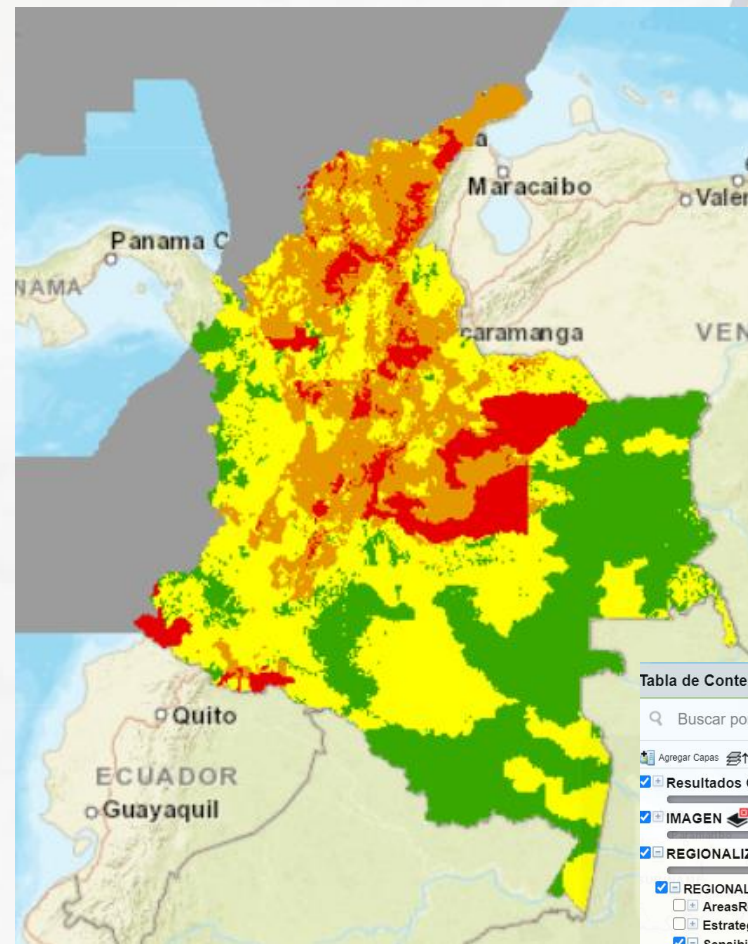 Maracaibo
Panama C
NAMA
caramanga
VEN
Quito
ECUADOR
Guayaquil
Tabla de Conte
Buscar po
Agregar Capas
Resultados
IMAGEN
REGIONALIZ
REGIONAL
AreasR
Estrateg